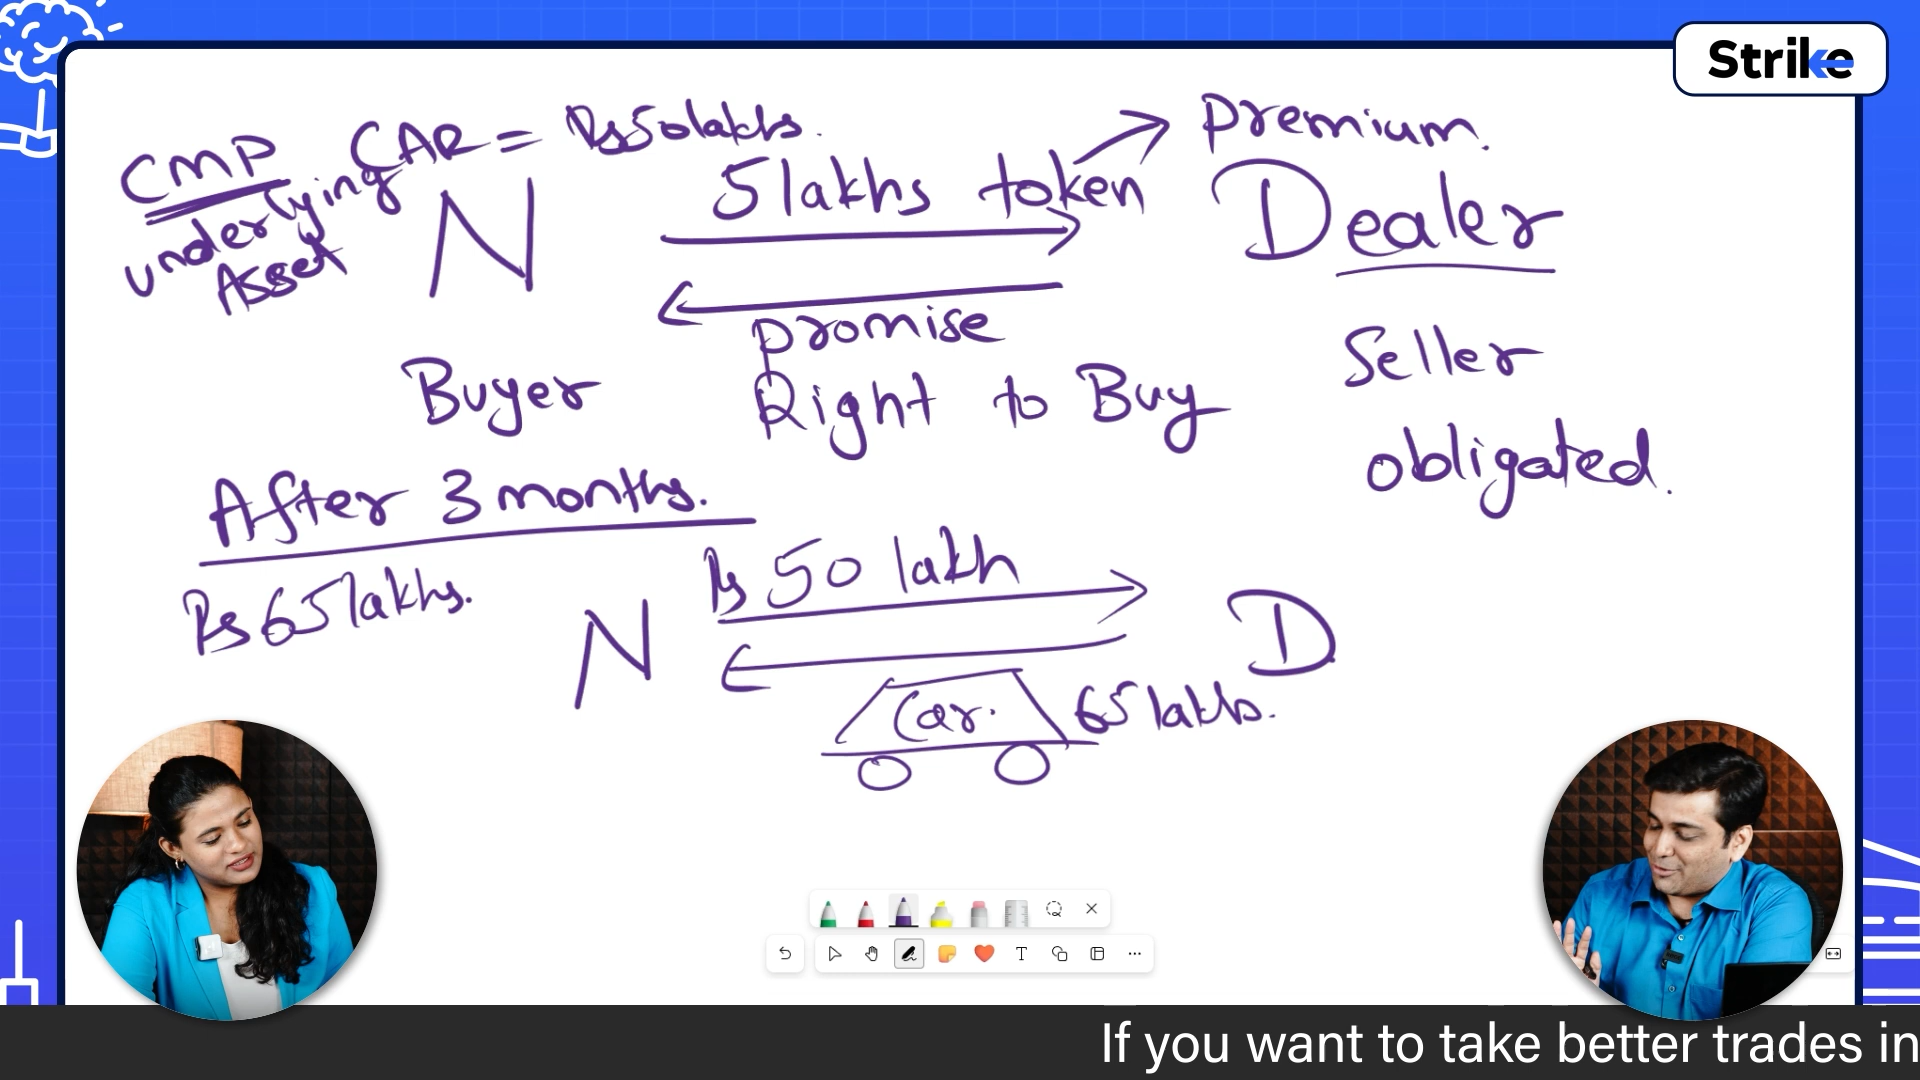 Strike
CMP CAR = Rs 50 lakhs.
underlying
Asset
N
5 lakhs token
premium.
Dealer
promise
Buyer
Right to Buy
Seller
obligated.
After 3 months.
Rs 65 lakhs.
Rs 50 lakh
N
D
Car.
65 lakhs.
T
If you want to take better trades in